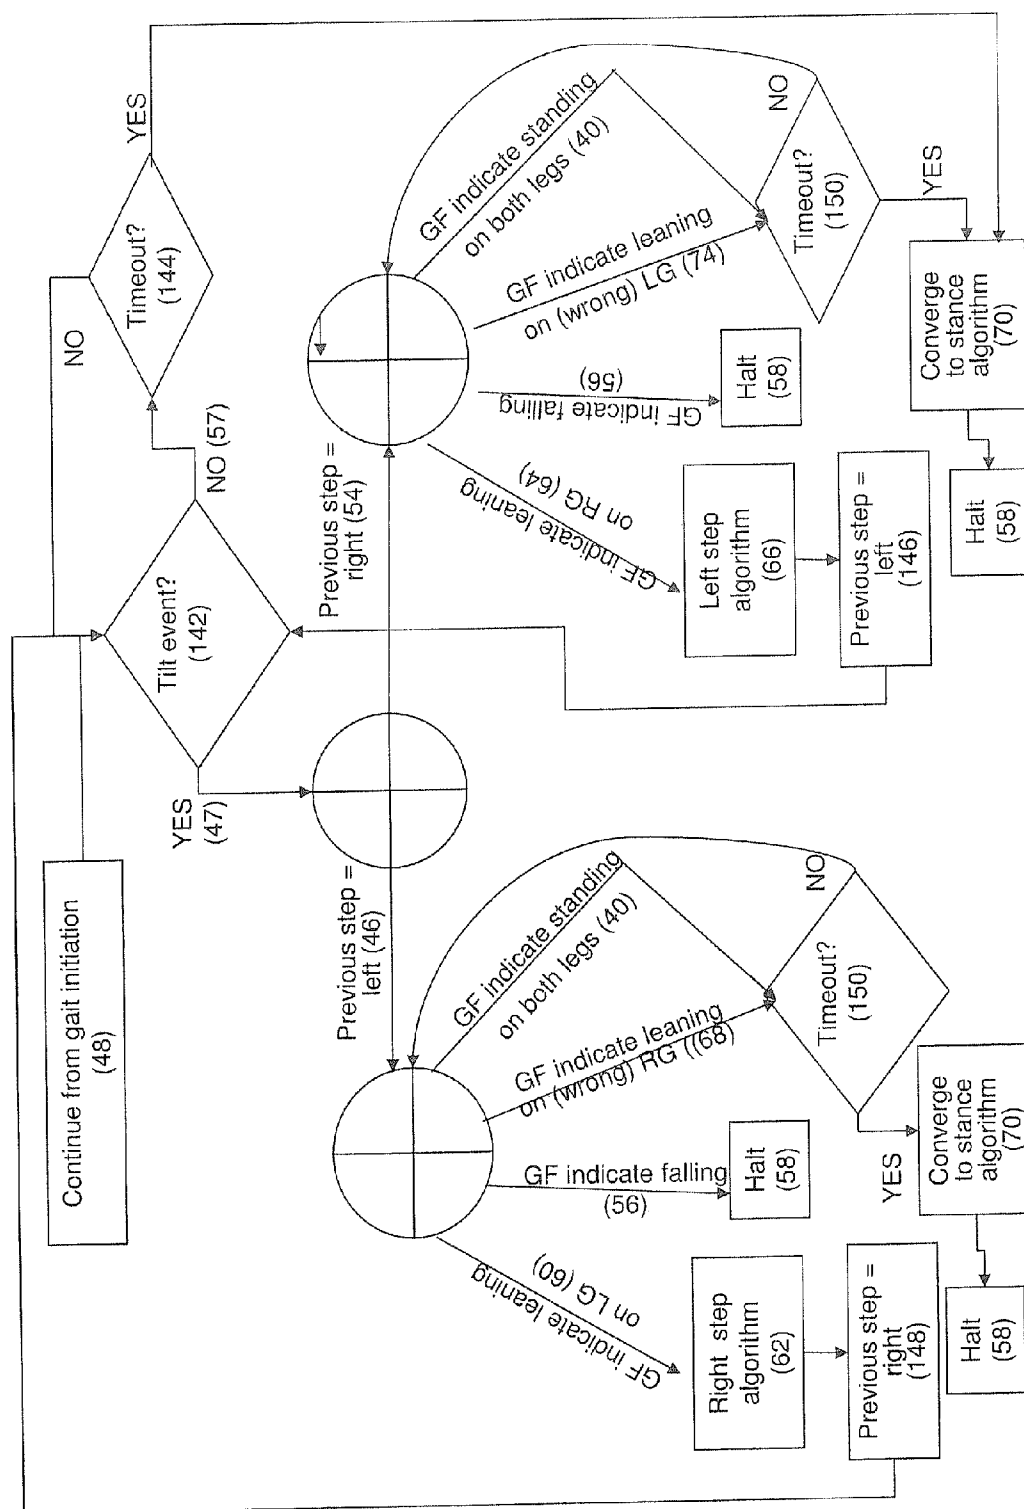 Continue from gait initiation
(48)
Tilt event?
(142)
YES
(47)
NO (57)
Timeout?
(144)
NO
YES
Previous step =
left (46)
Previous step =
right (54)
GF indicate leaning
on LG (60)
GF indicate falling
(56)
GF indicate leaning
on (wrong) RG ((68)
GF indicate standing
on both legs (40)
NO
Timeout?
(150)
YES
Right step
algorithm
(62)
Previous step =
right
(148)
Halt
(58)
Converge
to stance
algorithm
(70)
Halt
(58)
GF indicate leaning
on RG (64)
GF indicate falling
(56)
GF indicate leaning
on (wrong) LG (74)
GF indicate standing
on both legs (40)
NO
Timeout?
(150)
YES
Left step
algorithm
(66)
Previous step =
left
(146)
Halt
(58)
Converge
to stance
algorithm
(70)
Halt
(58)